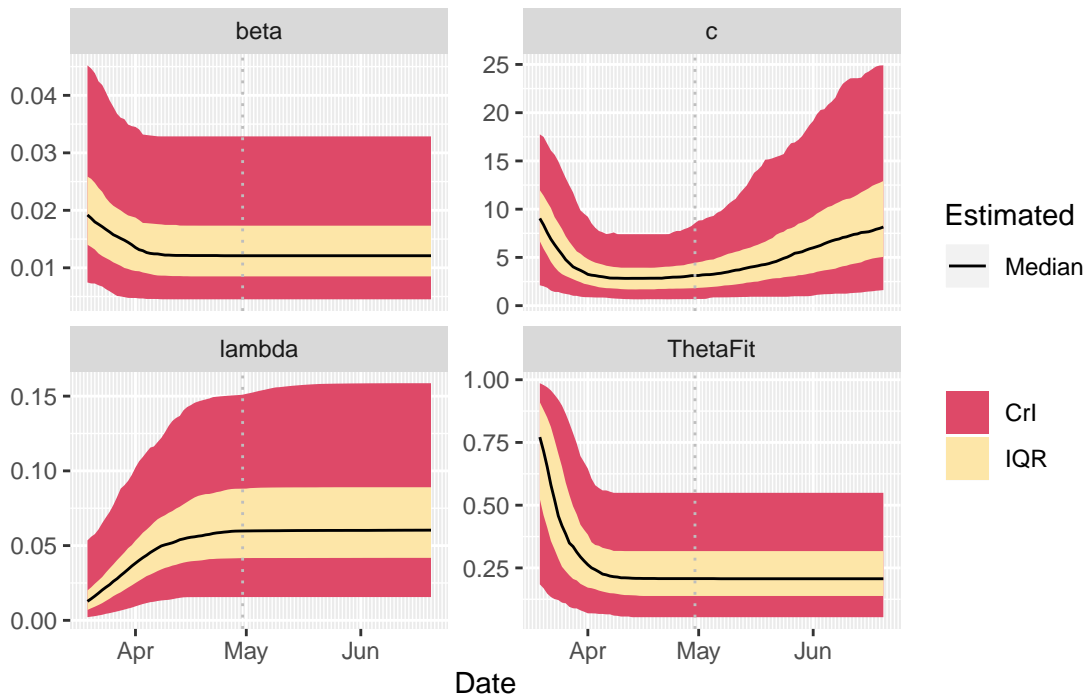 beta
c
0.04
0.03
0.02
0.01
25
20
15
10
5
0
lambda
ThetaFit
0.15
0.10
0.05
0.00
1.00
0.75
0.50
0.25
Apr May Jun
Apr May Jun
Date
Estimated
Median
CrI
IQR